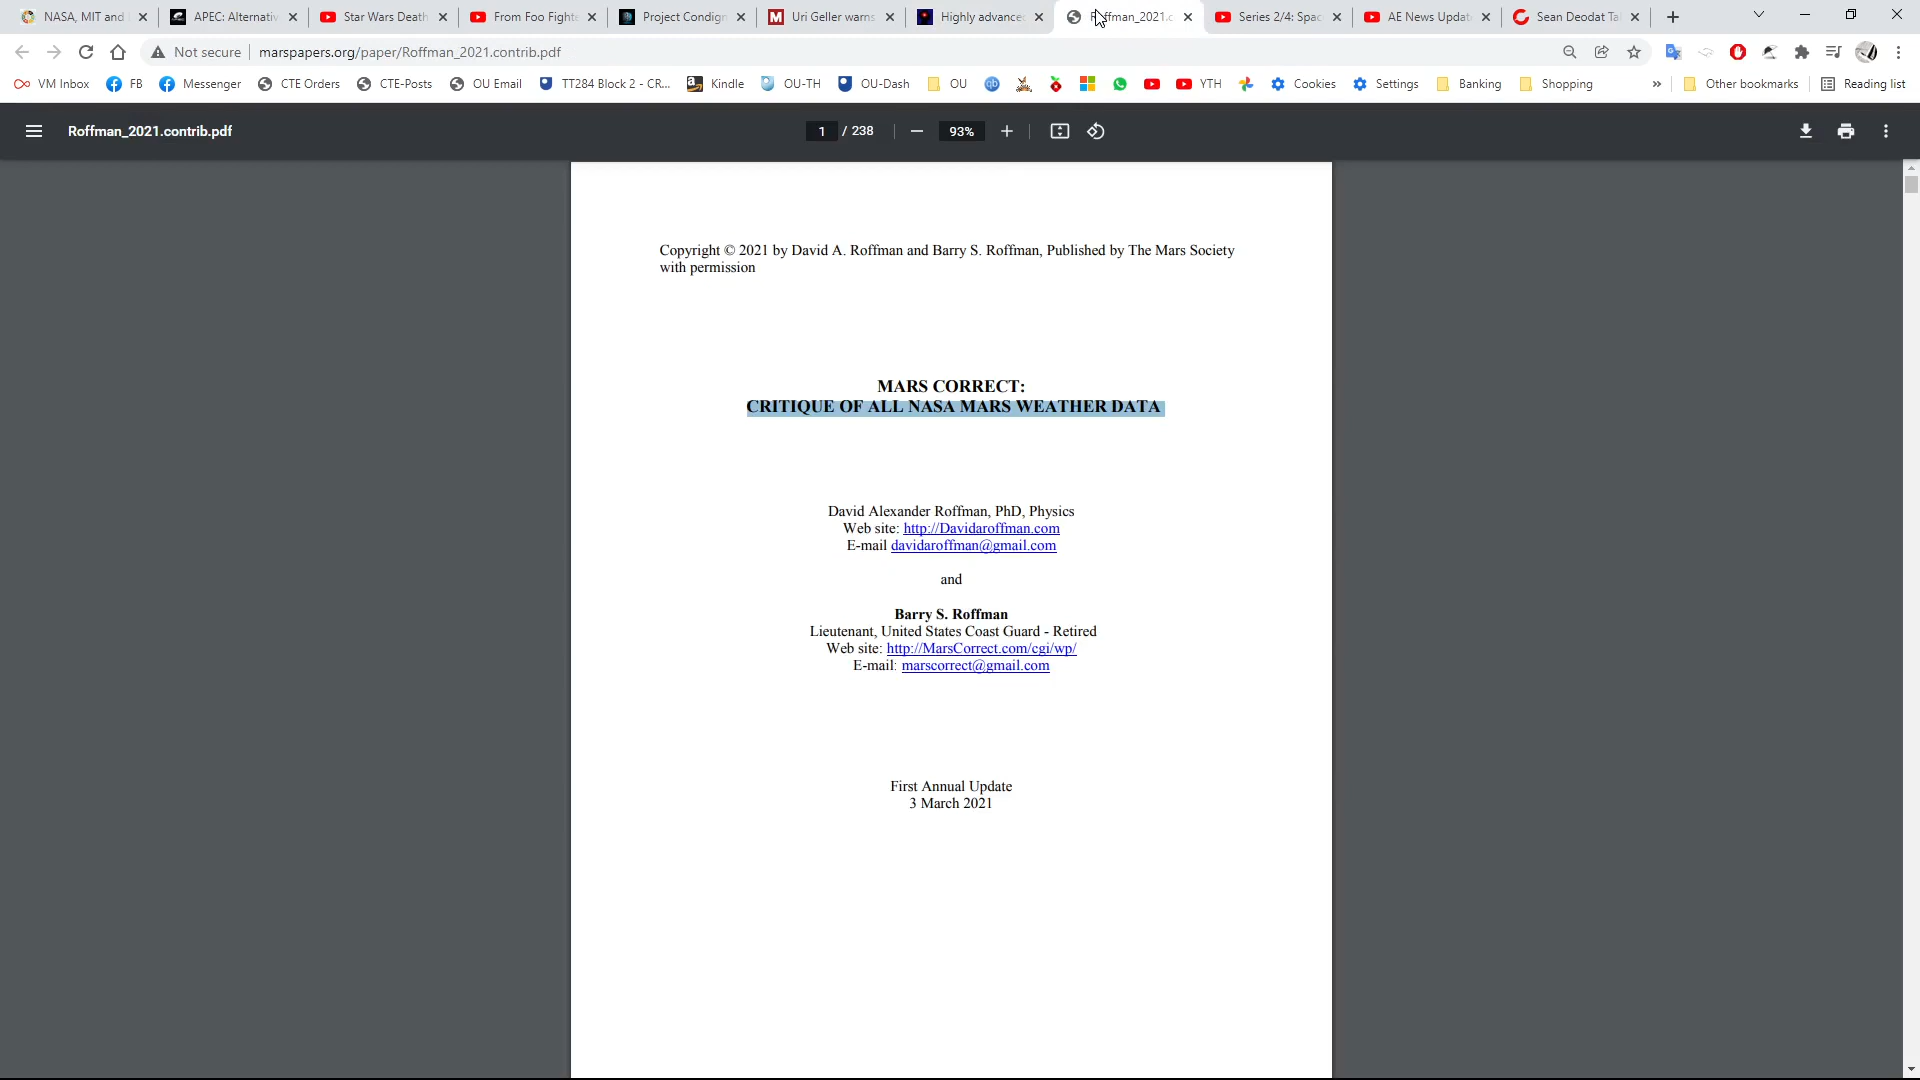 NASA, MIT and
APEC: Alternativ
Star Wars Death
From Foo Fighte
Project Condign
Uri Geller warns
Highly advanced
ffman_2021.c
Series 2/4: Spac
AE News Updat
Sean Deodat Tal
Not secure
marspapers.org/paper/Roffman_2021.contrib.pdf
VM Inbox
FB
Messenger
CTE Orders
CTE-Posts
OU Email
TT284 Block 2 - CR...
Kindle
OU-TH
OU-Dash
OU
YTH
Cookies
Settings
Banking
Shopping
»
Other bookmarks
Reading list
Roffman_2021.contrib.pdf
1 / 238
93%
Copyright © 2021 by David A. Roffman and Barry S. Roffman, Published by The Mars Society
with permission
MARS CORRECT:
CRITIQUE OF ALL NASA MARS WEATHER DATA
David Alexander Roffman, PhD, Physics
Web site: http://Davidaroffman.com
E-mail davidaroffman@gmail.com
and
Barry S. Roffman
Lieutenant, United States Coast Guard - Retired
Web site: http://MarsCorrect.com/cgi/wp/
E-mail: marscorrect@gmail.com
First Annual Update
3 March 2021